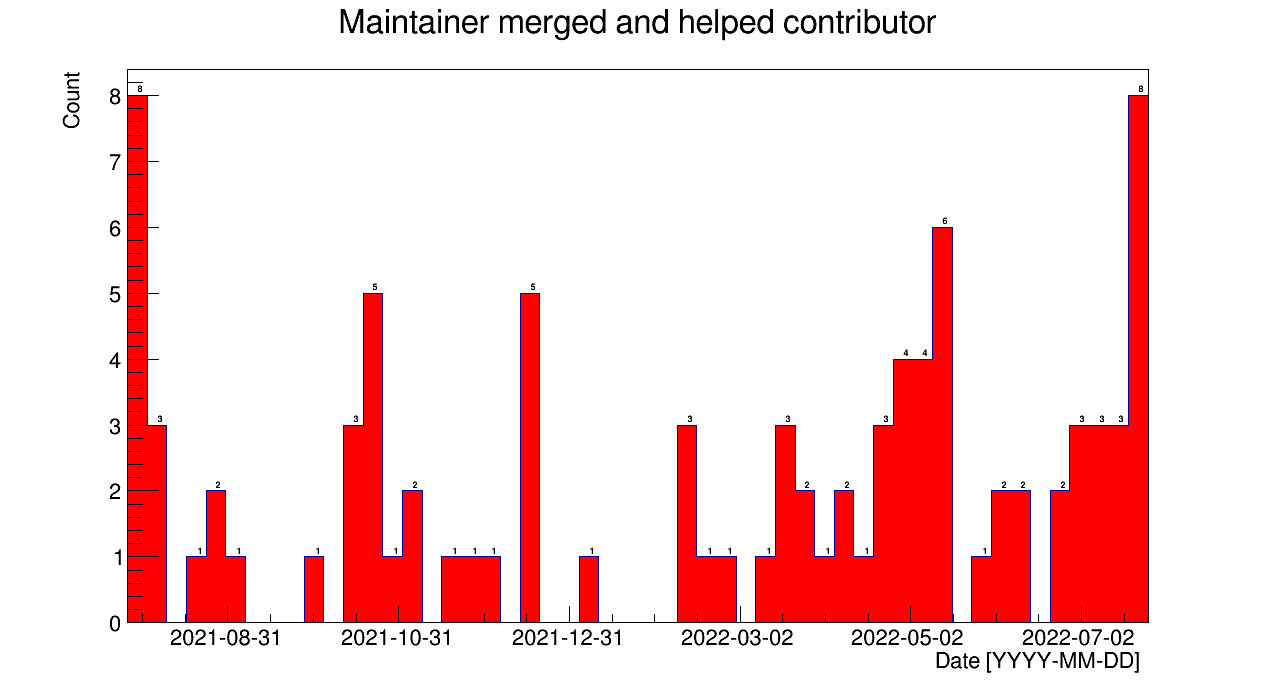 Maintainer merged and helped contributor
Count
8
7
6
5
4
3
2
1
0
8 3 1 2 1 1 3 5 1 2 1 1 1 5 1 3 1 1 1 3 2 1 2 1 3 4 4 6 1 2 2 2 3 3 3 8
2021-08-31 2021-10-31 2021-12-31 2022-03-02 2022-05-02 2022-07-02
Date [YYYY-MM-DD]